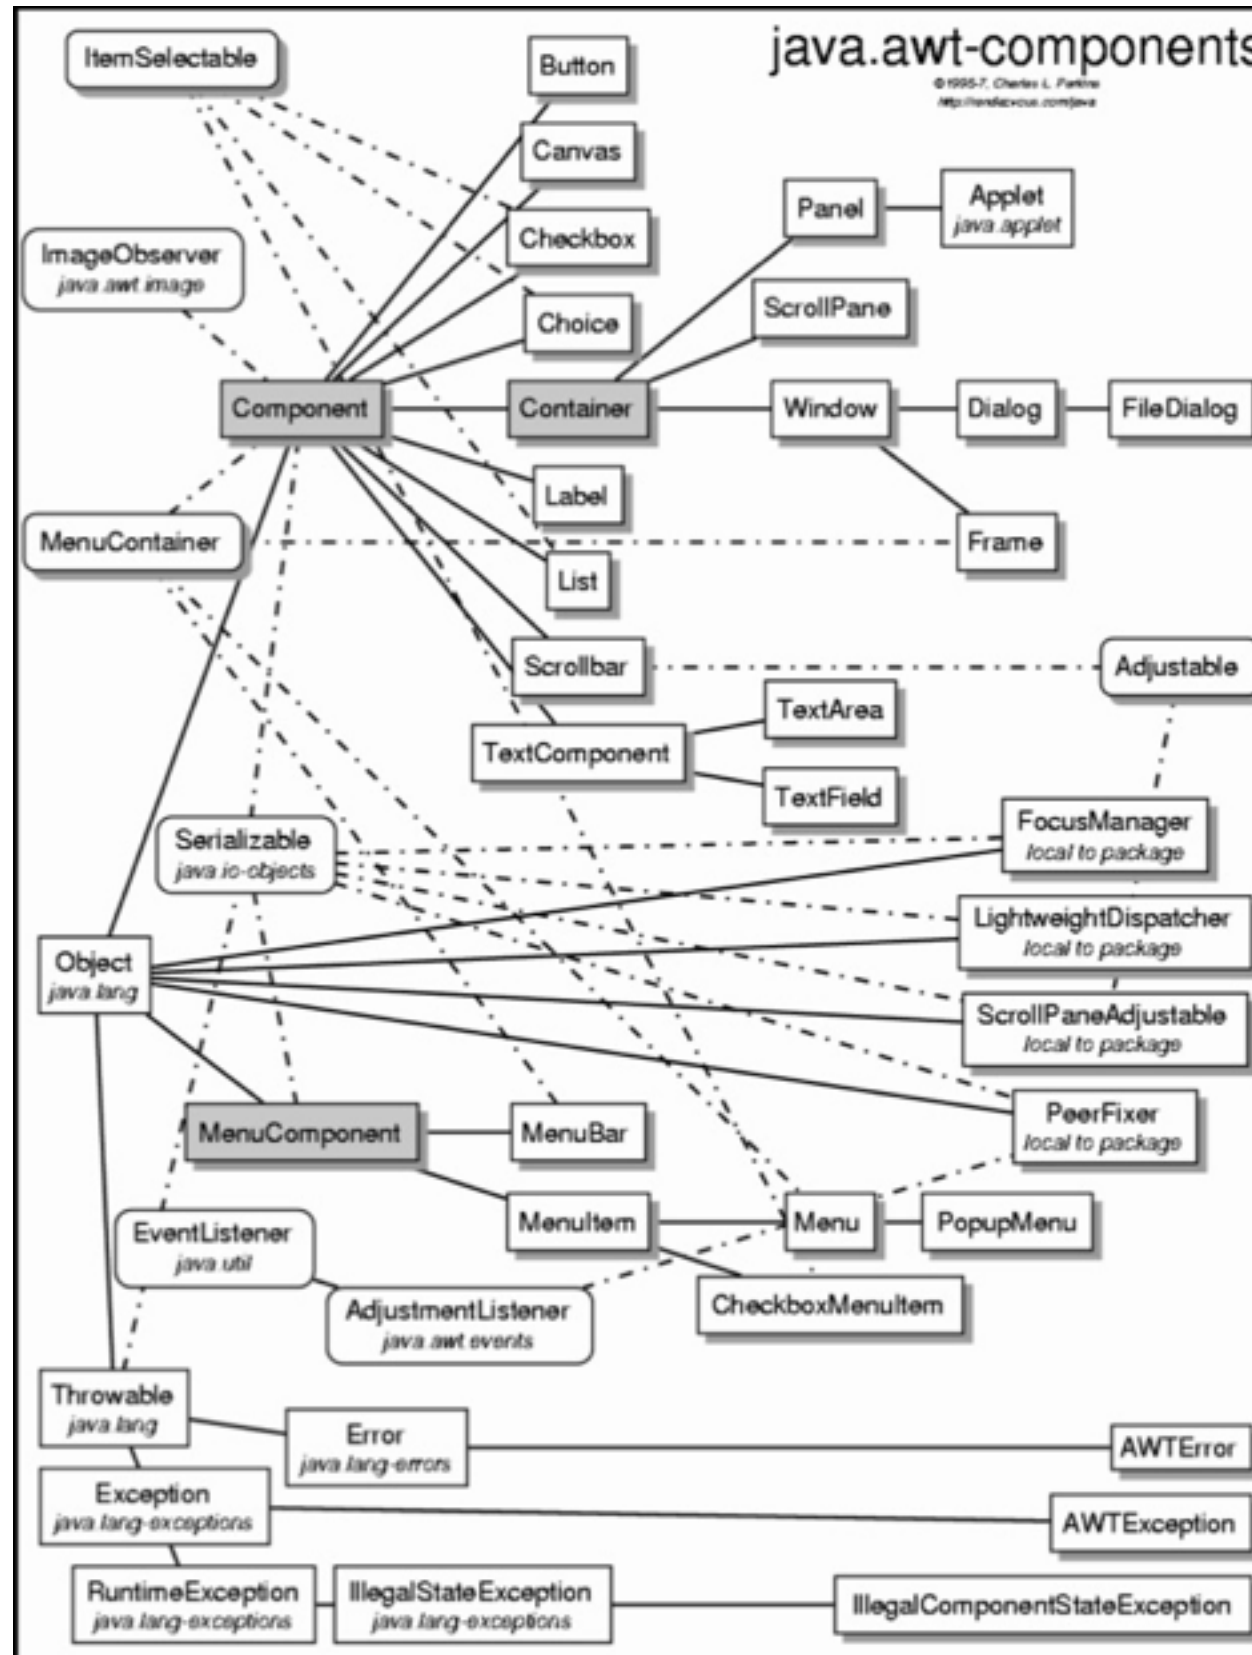 java.awt-components
©1995-7, Charles L. Perkins
http://rendezvous.com/java
ItemSelectable
Button
Canvas
Panel
Applet
java.applet
Checkbox
ImageObserver
java.awt.image
Choice
ScrollPane
Component
Container
Window
Dialog
FileDialog
Label
MenuContainer
Frame
List
Scrollbar
Adjustable
TextArea
TextComponent
TextField
FocusManager
local to package
Serializable
java.io-objects
LightweightDispatcher
local to package
Object
java.lang
ScrollPaneAdjustable
local to package
MenuComponent
MenuBar
PeerFixer
local to package
MenuItem
Menu
PopupMenu
EventListener
java.util
AdjustmentListener
java.awt.events
CheckboxMenuItem
Throwable
java.lang
Error
java.lang-errors
AWTError
Exception
java.lang-exceptions
AWTException
RuntimeException
java.lang-exceptions
IllegalStateException
java.lang-exceptions
IllegalComponentStateException